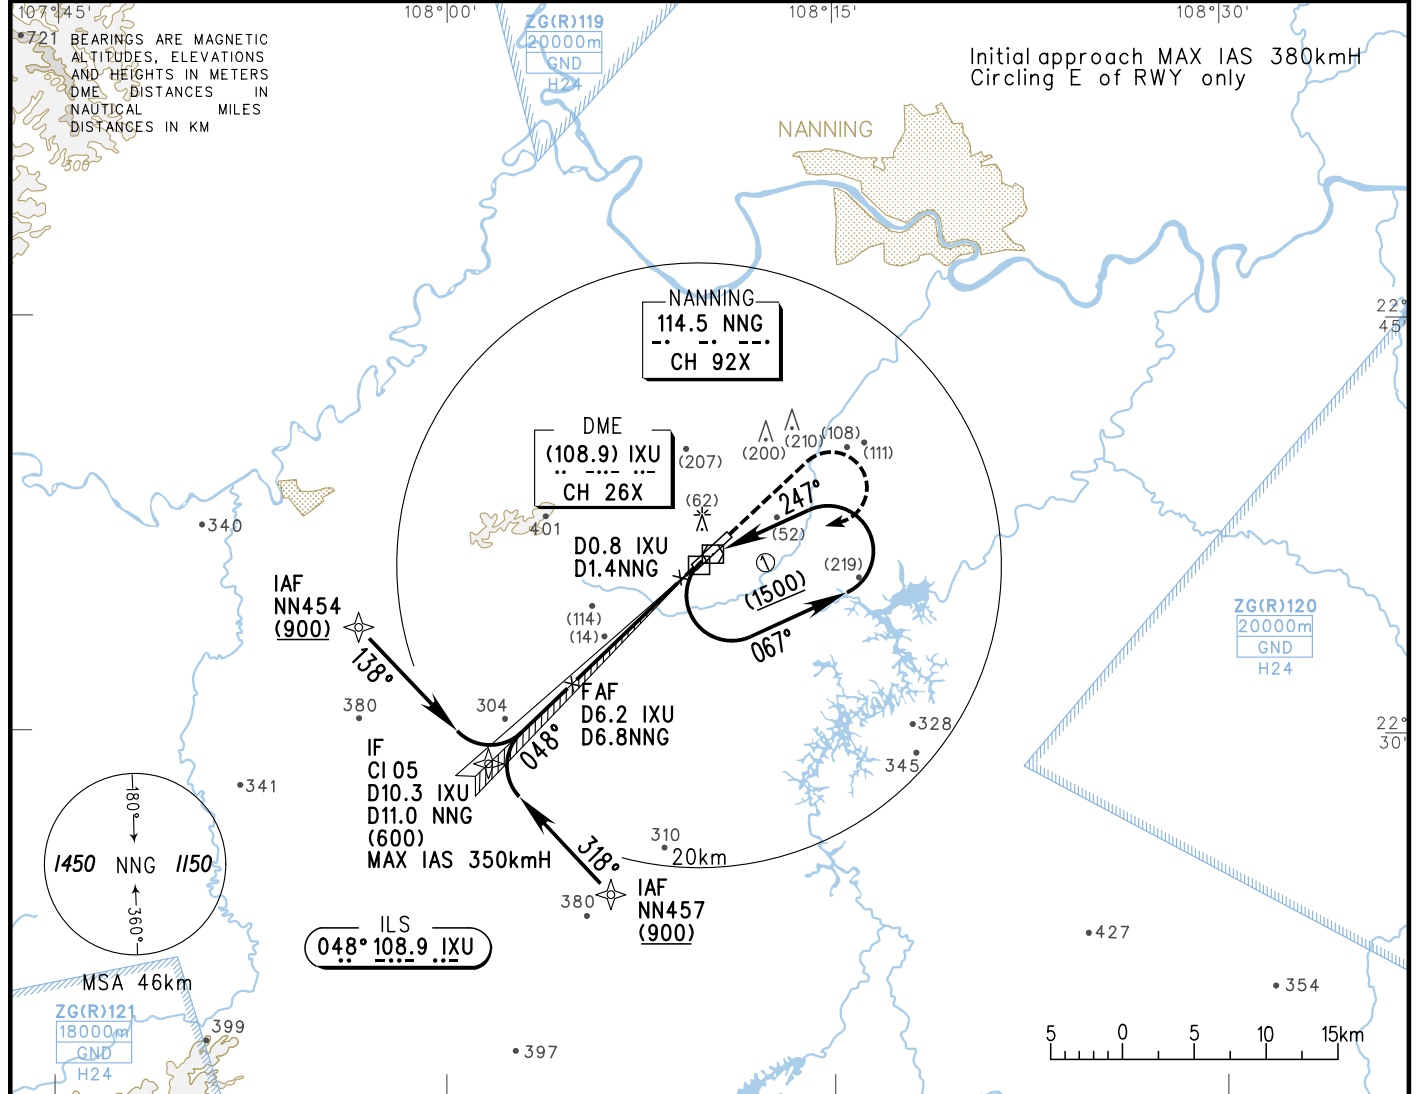 107°45'
108°00'
108°15'
108°30'
721
BEARINGS ARE MAGNETIC
ALTITUDES, ELEVATIONS
AND HEIGHTS IN METERS
DME DISTANCES IN
NAUTICAL MILES
DISTANCES IN KM
ZG(R)119
20000m
GND
H24
Initial approach MAX IAS 380kmH
Circling E of RWY only
NANNING
22°
45'
NANNING
114.5 NNG
CH 92X
DME
(108.9) IXU
CH 26X
(207)
(200)
(210)
(108)
(111)
(62)
(52)
(219)
247°
340
401
D0.8 IXU
D1.4NNG
1
(1500)
067°
IAF
NN454
(900)
138°
(114)
(14)
ZG(R)120
20000m
GND
H24
380
304
FAF
D6.2 IXU
D6.8NNG
048°
328
345
22°
30'
IF
CI05
D10.3 IXU
D11.0 NNG
(600)
MAX IAS 350kmH
341
180°
1450 NNG 1150
360°
MSA 46km
310
20km
318°
380
IAF
NN457
(900)
ILS
048° 108.9 IXU
427
354
ZG(R)121
18000m
GND
H24
399
397
5 0 5 10 15km